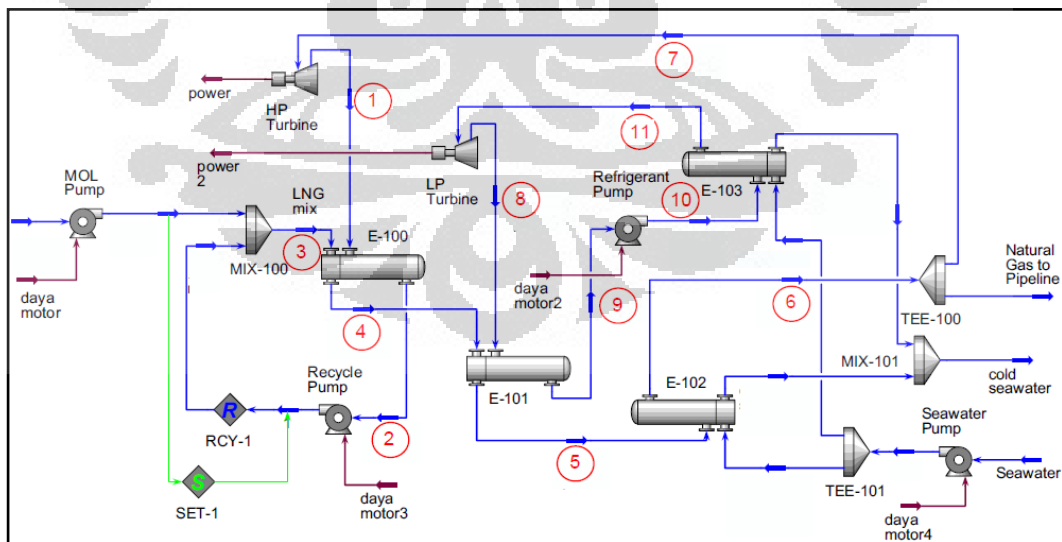 7
power
HP
Turbine
1
11
power
2
LP
Turbine
8
Refrigerant
Pump
10
E-103
MOL
Pump
LNG
mix
3
E-100
MIX-100
daya
motor
daya
motor2
9
6
Natural
Gas to
Pipeline
TEE-100
4
MIX-101
cold
seawater
Recycle
Pump
E-101
E-102
R
RCY-1
2
5
Seawater
Pump
S
SET-1
daya
motor3
TEE-101
Seawater
daya
motor4